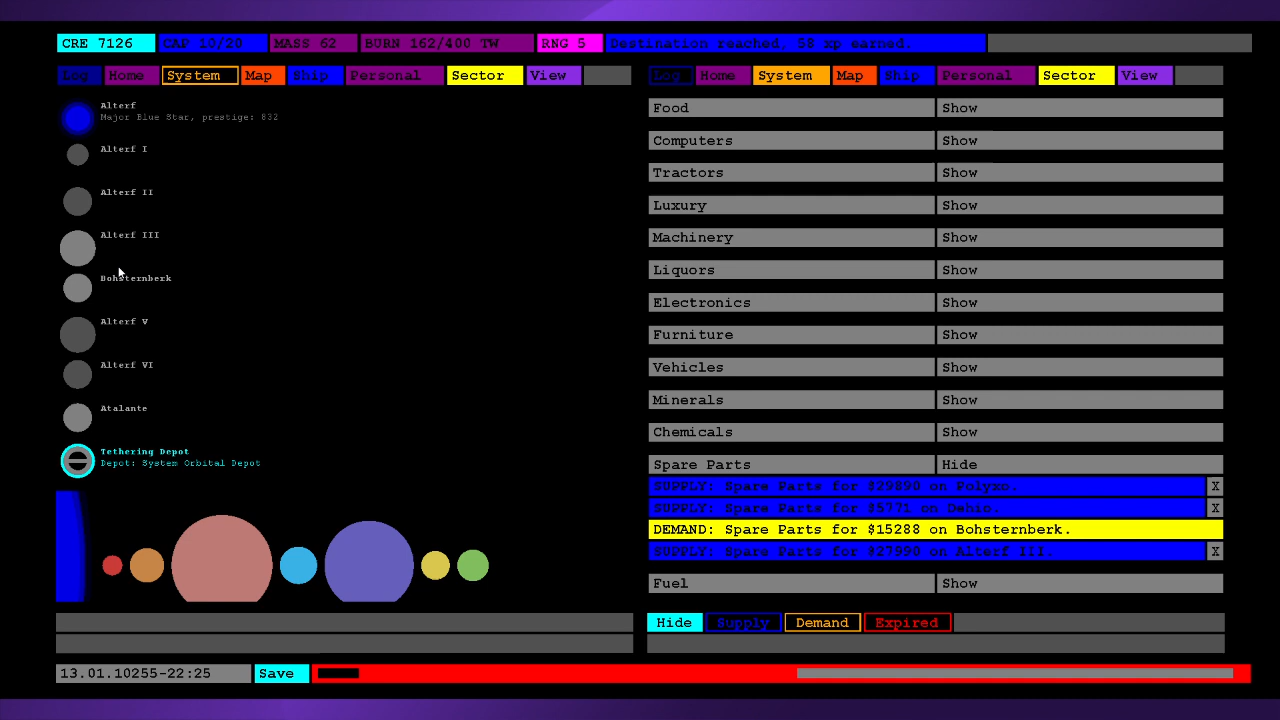 CRE 7126 CAP 10/20 MASS 62 BURN 162/400 TW RNG 5 Destination reached, 58 xp earned.
Log Home System Map Ship Personal Sector View
Log Home System Map Ship Personal Sector View
Alterf
Major Blue Star, prestige: 832
Alterf I
Alterf II
Alterf III
Bohsternberk
Alterf V
Alterf VI
Atalante
Tethering Depot
Depot: System Orbital Depot
Food Show
Computers Show
Tractors Show
Luxury Show
Machinery Show
Liquors Show
Electronics Show
Furniture Show
Vehicles Show
Minerals Show
Chemicals Show
Spare Parts Hide
SUPPLY: Spare Parts for $29890 on Polyxo. X
SUPPLY: Spare Parts for $5771 on Dehio. X
DEMAND: Spare Parts for $15288 on Bohsternberk.
SUPPLY: Spare Parts for $27990 on Alterf III. X
Fuel Show
Hide Supply Demand Expired
13.01.10255-22:25 Save